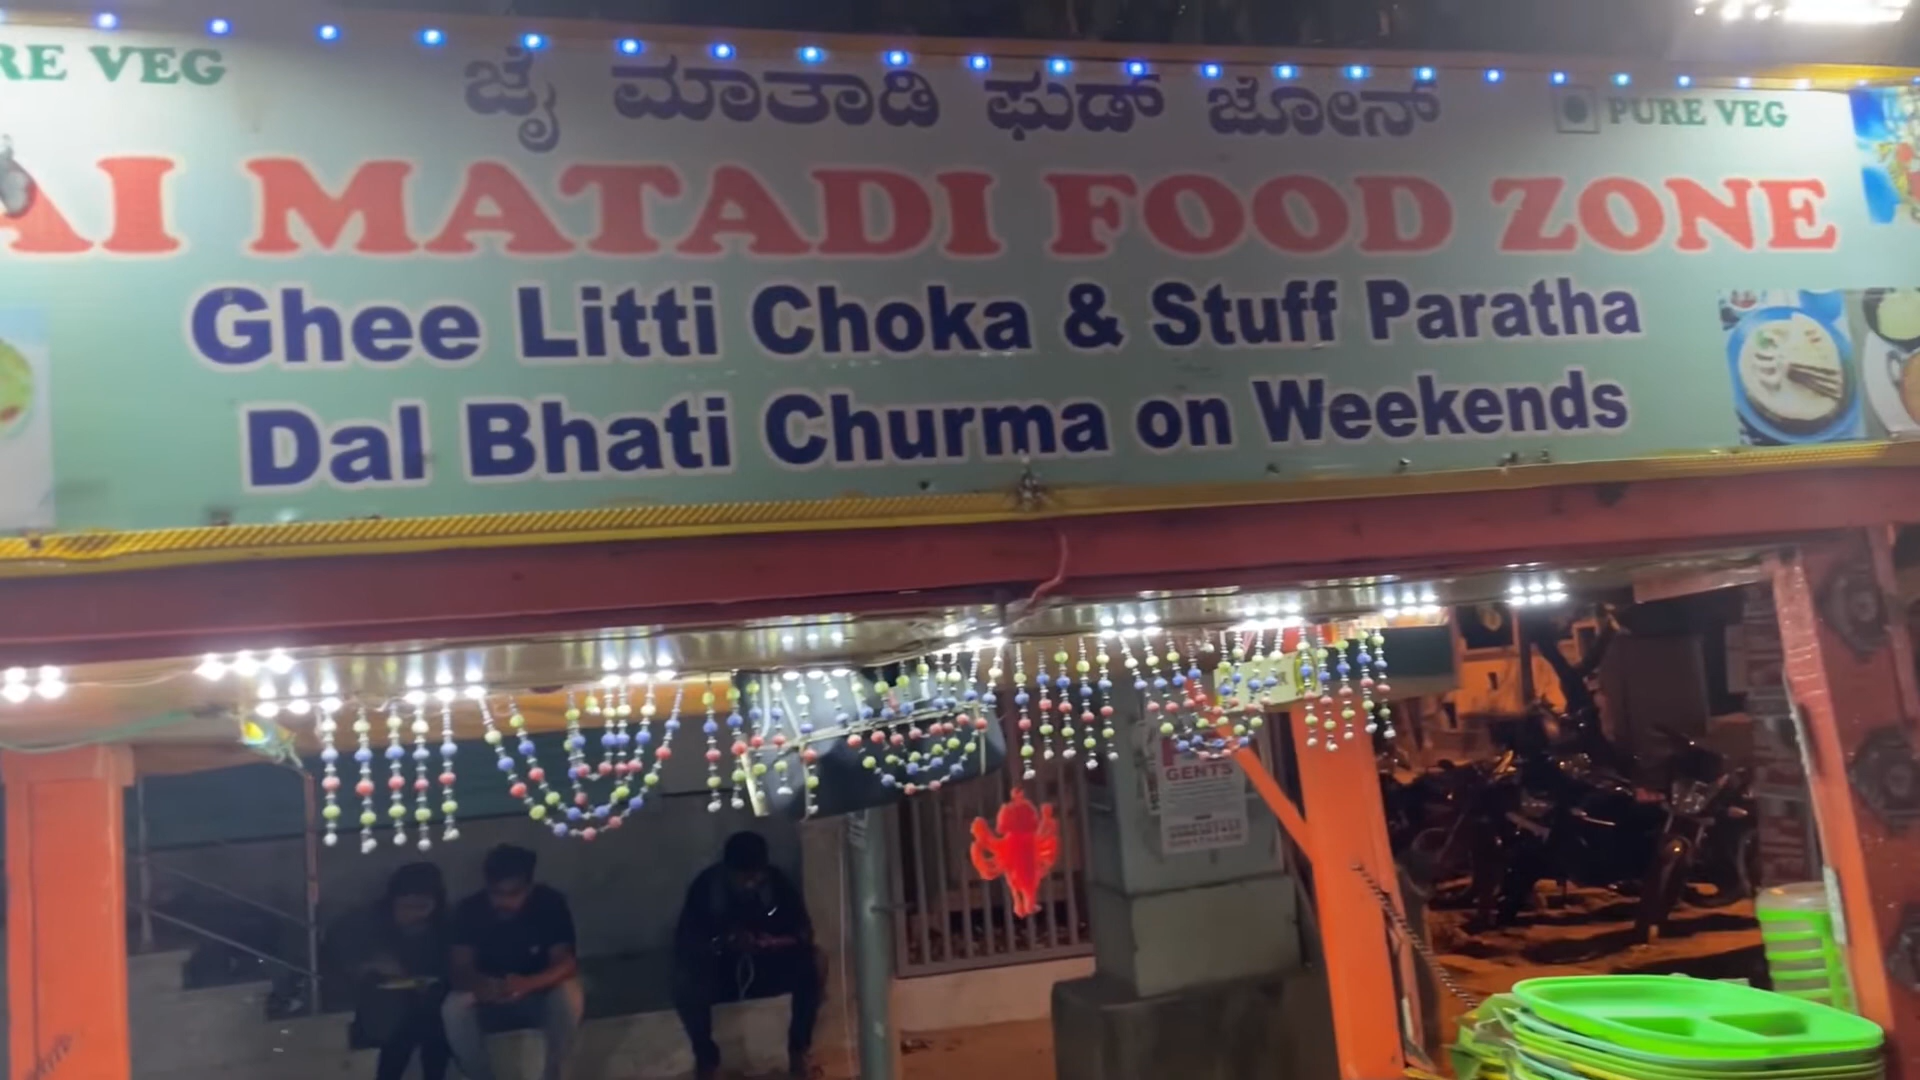 RE VEG
ಜೈ ಮಾತಾಡಿ ಫುಡ್ ಜೋನ್
PURE VEG
AI MATADI FOOD ZONE
Ghee Litti Choka & Stuff Paratha
Dal Bhati Churma on Weekends
GENTS